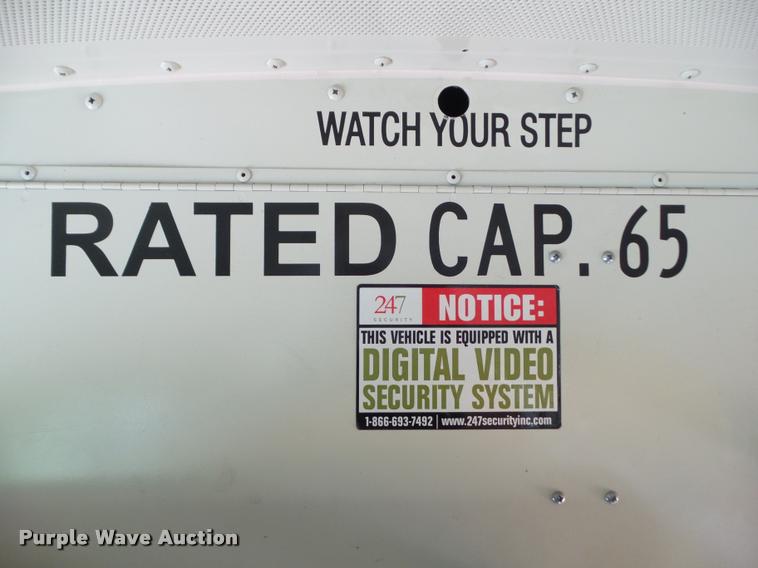 WATCH YOUR STEP
RATED CAP. 65
247 SECURITY
NOTICE:
THIS VEHICLE IS EQUIPPED WITH A
DIGITAL VIDEO
SECURITY SYSTEM
1-866-693-7492 | www.247securityinc.com
Purple Wave Auction